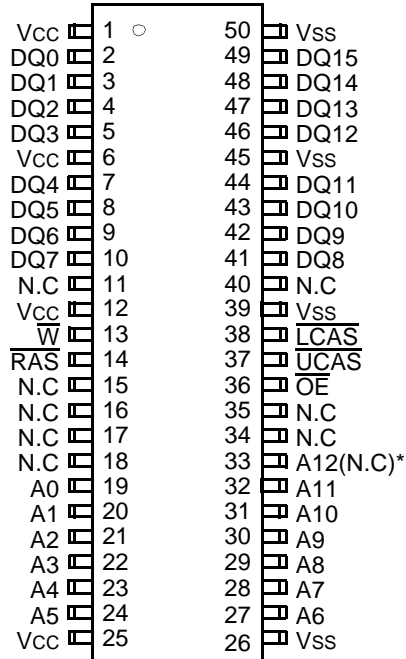 VCC 1 50 VSS
DQ0 2 49 DQ15
DQ1 3 48 DQ14
DQ2 4 47 DQ13
DQ3 5 46 DQ12
VCC 6 45 VSS
DQ4 7 44 DQ11
DQ5 8 43 DQ10
DQ6 9 42 DQ9
DQ7 10 41 DQ8
N.C 11 40 N.C
VCC 12 39 VSS
W 13 38 LCAS
RAS 14 37 UCAS
N.C 15 36 OE
N.C 16 35 N.C
N.C 17 34 N.C
N.C 18 33 A12(N.C)*
A0 19 32 A11
A1 20 31 A10
A2 21 30 A9
A3 22 29 A8
A4 23 28 A7
A5 24 27 A6
VCC 25 26 VSS